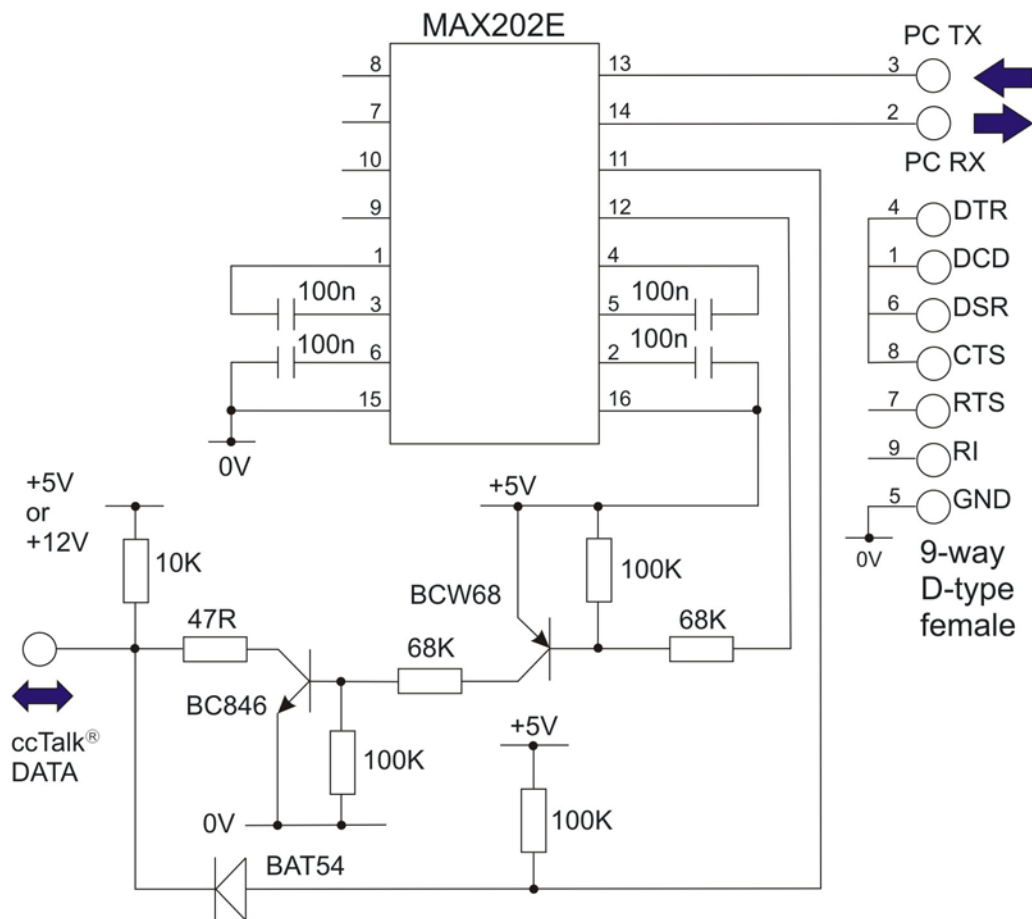 MAX202E
PC TX
8
13
3
7
14
2
PC RX
10
11
9
12
4
DTR
1
4
1
DCD
100n
100n
3
5
6
DSR
100n
100n
6
2
8
CTS
15
16
7
RTS
0V
9
RI
+5V
or
+12V
+5V
5
GND
0V
10K
100K
9-way
D-type
female
BCW68
47R
68K
68K
BC846
ccTalk®
DATA
100K
+5V
0V
100K
BAT54